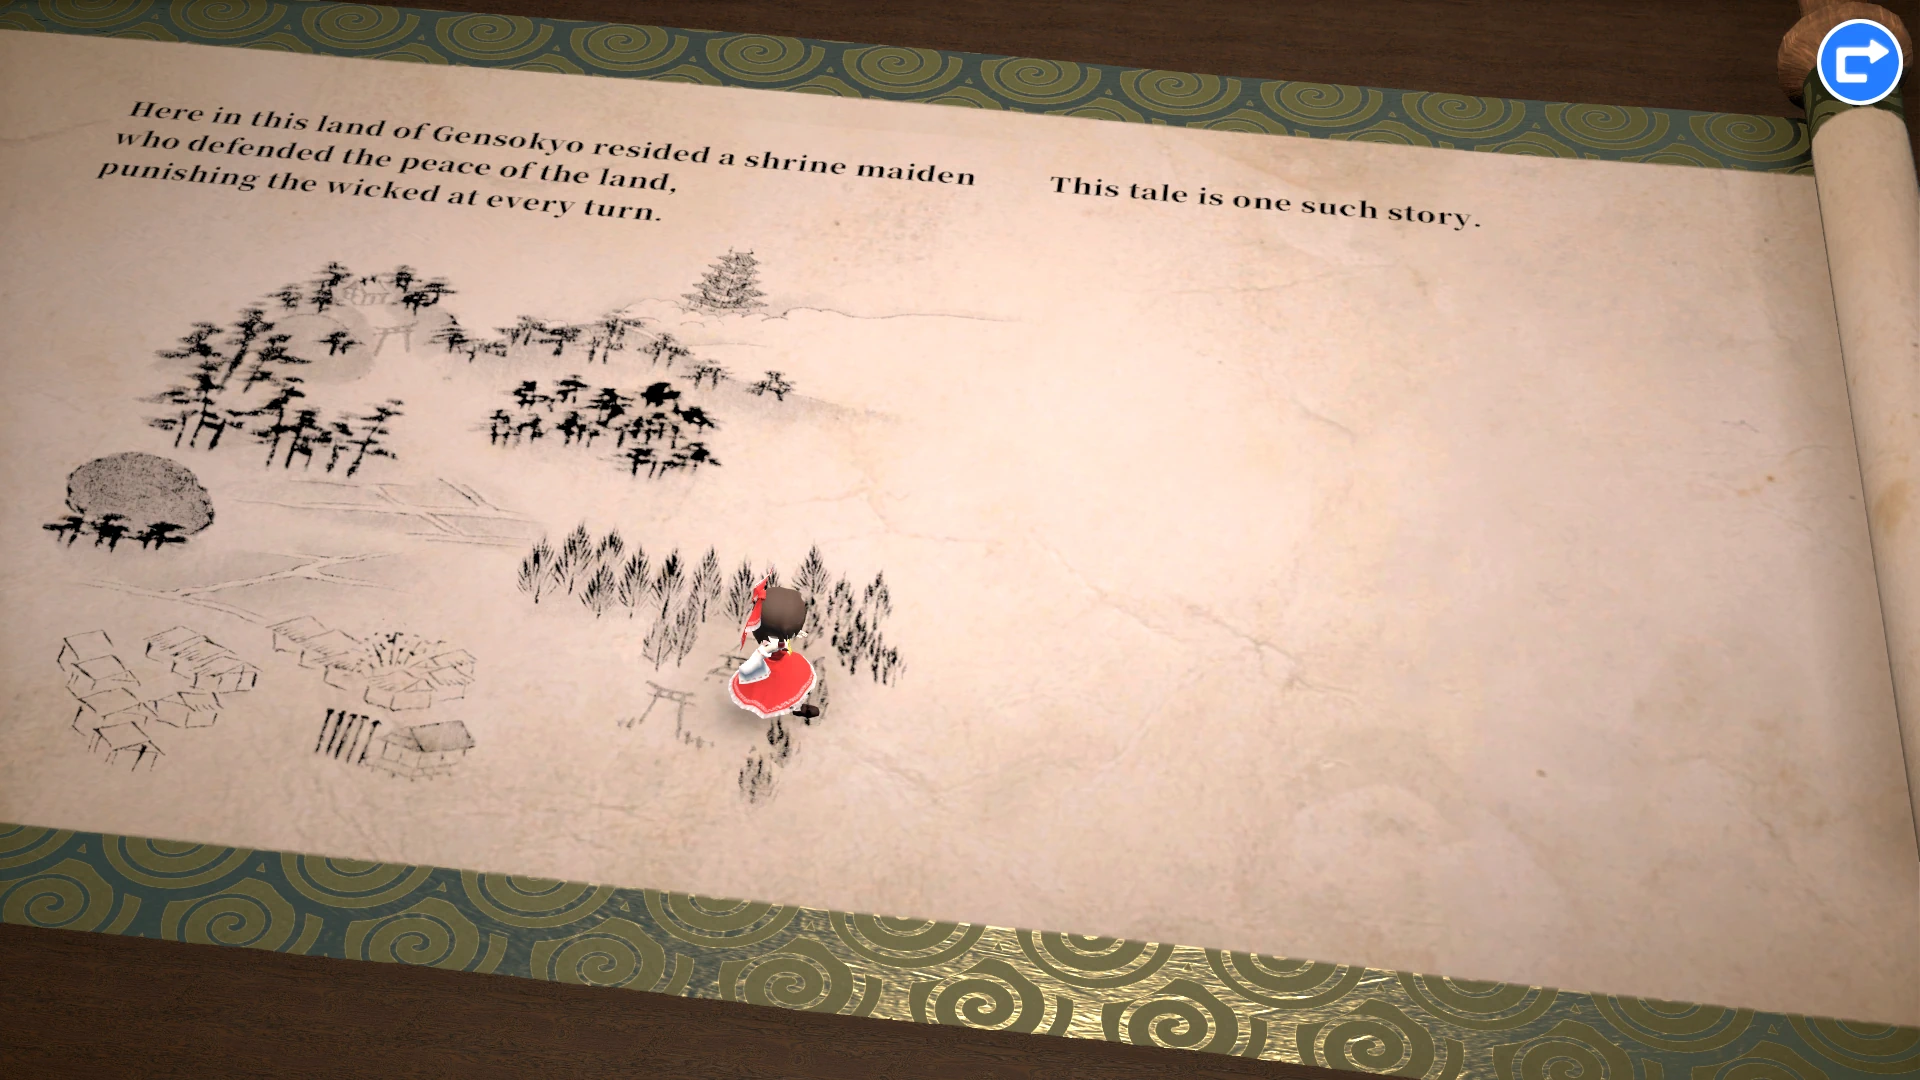 Here in this land of Gensokyo resided a shrine maiden
who defended the peace of the land,
punishing the wicked at every turn.
This tale is one such story.